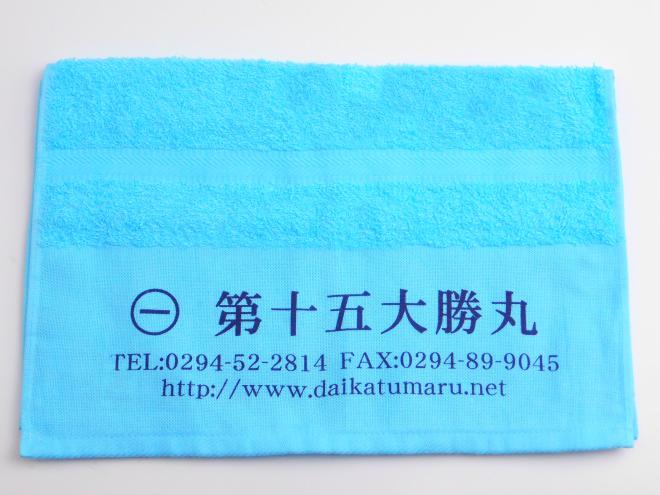 ㊀ 第十五大勝丸
TEL:0294-52-2814 FAX:0294-89-9045
http://www.daikatumaru.net